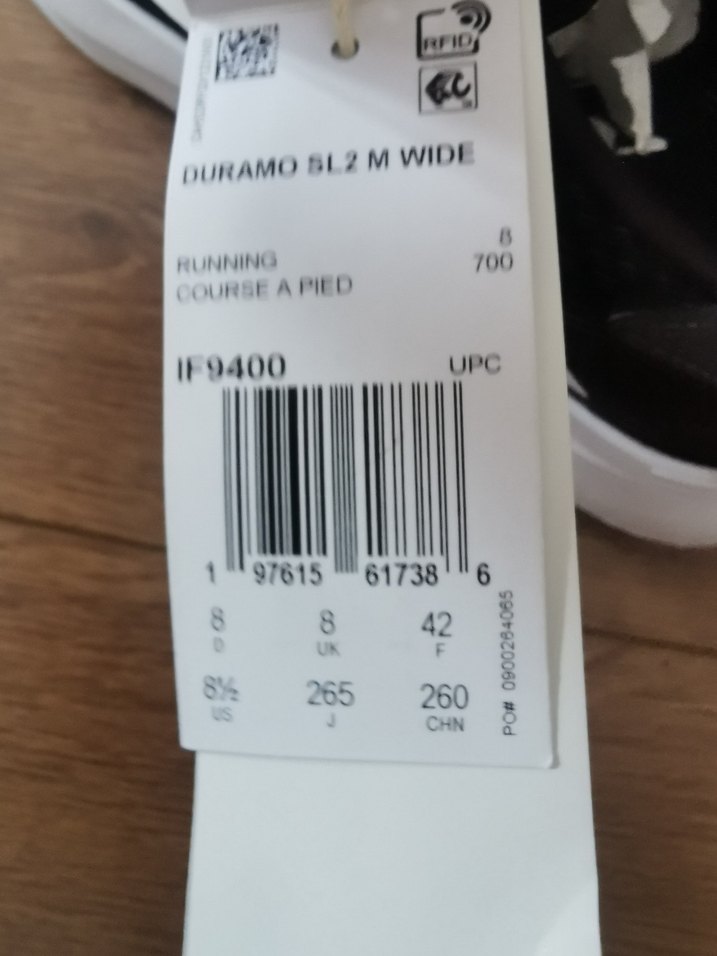 RFID
DURAMO SL2 M WIDE
8
RUNNING 700
COURSE A PIED
IF9400 UPC
1 97615 61738 6
8 8 42
D UK F
8½ 265 260
US J CHN
PO# 0900264065